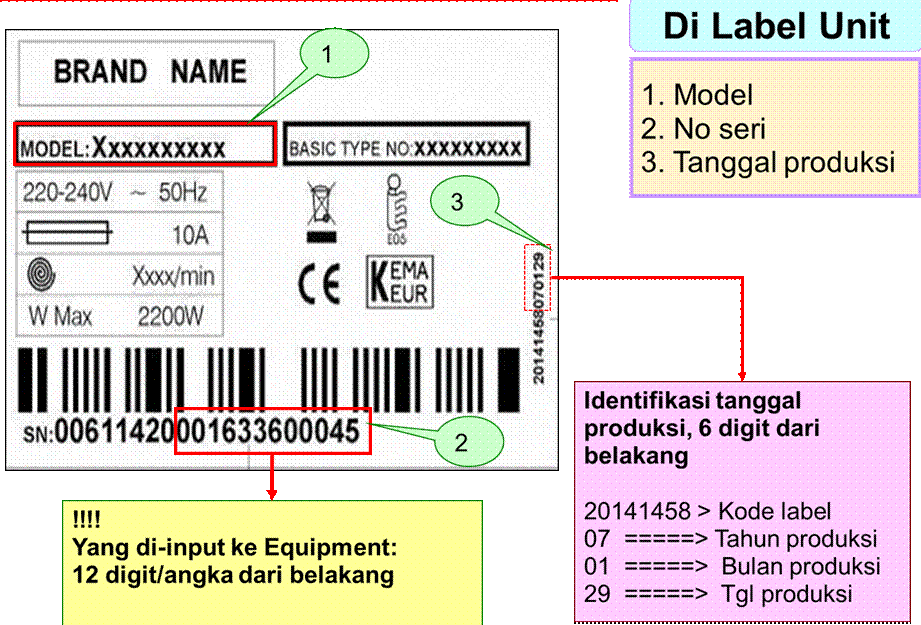 Di Label Unit
1. Model
2. No seri
3. Tanggal produksi
BRAND NAME
1
MODEL:Xxxxxxxxxx
BASIC TYPE NO:xxxxxxxxx
220-240V ~ 50Hz
10A
Xxxx/min
W Max 2200W
EOS
CE
KEMA
EUR
3
20141458070129
SN:00611420001633600045
2
!!!!
Yang di-input ke Equipment:
12 digit/angka dari belakang
Identifikasi tanggal
produksi, 6 digit dari
belakang
20141458 > Kode label
07 =====> Tahun produksi
01 =====> Bulan produksi
29 =====> Tgl produksi